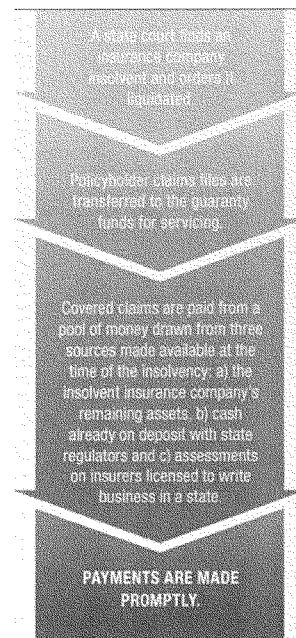 A state court finds an
insurance company
insolvent and orders it
liquidated.
Policyholder claims files are
transferred to the guaranty
funds for servicing.
Covered claims are paid from a
pool of money drawn from three
sources made available at the
time of the insolvency: a) the
insolvent insurance company's
remaining assets, b) cash
already on deposit with state
regulators and c) assessments
on insurers licensed to write
business in a state.
PAYMENTS ARE MADE
PROMPTLY.